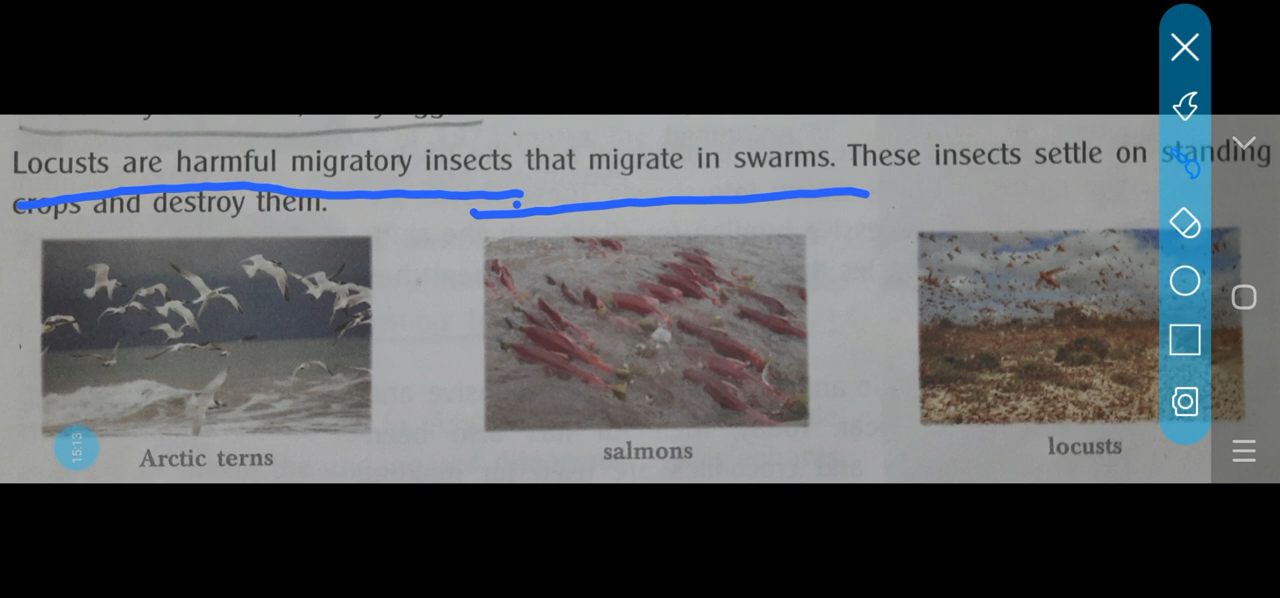 Locusts are harmful migratory insects that migrate in swarms. These insects settle on standing
crops and destroy them.
15:13
Arctic terns
salmons
locusts